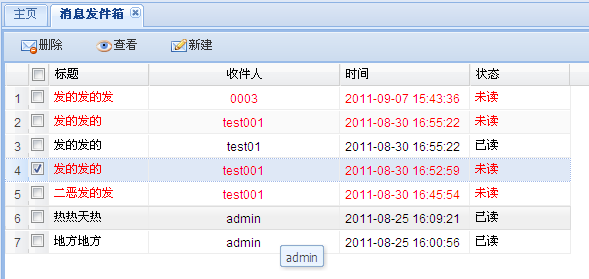 主页 消息发件箱
删除 查看 新建
标题 收件人 时间 状态
1 发的发的发 0003 2011-09-07 15:43:36 未读
2 发的发的 test001 2011-08-30 16:55:22 未读
3 发的发的 test01 2011-08-30 16:55:22 已读
4 发的发的 test001 2011-08-30 16:52:59 未读
5 二恶发的发 test001 2011-08-30 16:45:54 未读
6 热热天热 admin 2011-08-25 16:09:21 已读
7 地方地方 admin 2011-08-25 16:00:56 已读
admin